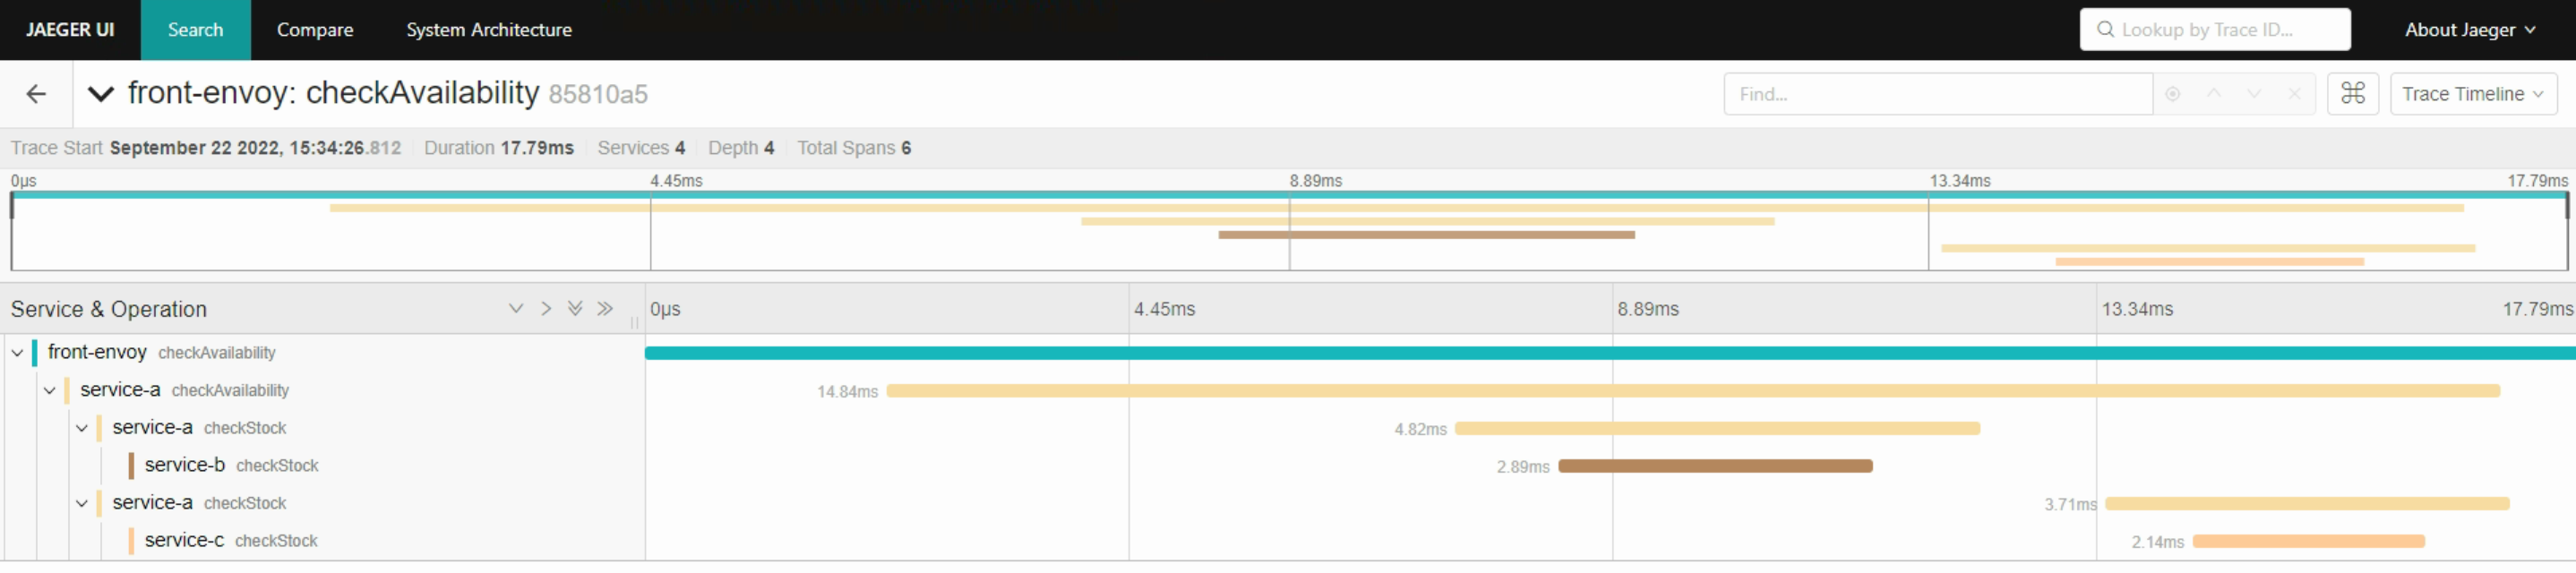 JAEGER UI Search Compare System Architecture Lookup by Trace ID... About Jaeger
front-envoy: checkAvailability 85810a5 Find... Trace Timeline
Trace Start September 22 2022, 15:34:26.812 Duration 17.79ms Services 4 Depth 4 Total Spans 6
0μs 4.45ms 8.89ms 13.34ms 17.79ms
Service & Operation 0μs 4.45ms 8.89ms 13.34ms 17.79ms
front-envoy checkAvailability
service-a checkAvailability 14.84ms
service-a checkStock 4.82ms
service-b checkStock 2.89ms
service-a checkStock 3.71ms
service-c checkStock 2.14ms